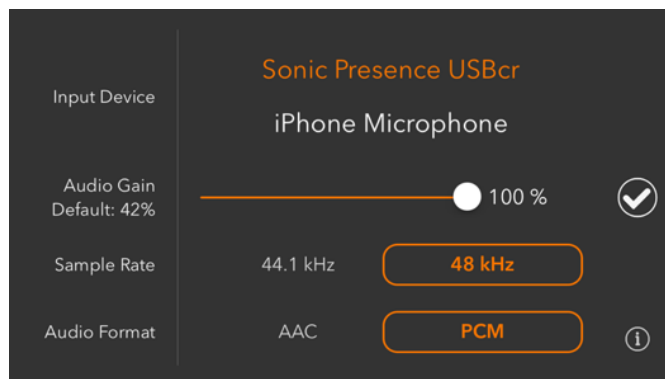 Input Device
Sonic Presence USBcr
iPhone Microphone
Audio Gain
Default: 42%
100 %
Sample Rate
44.1 kHz
48 kHz
Audio Format
AAC
PCM
i